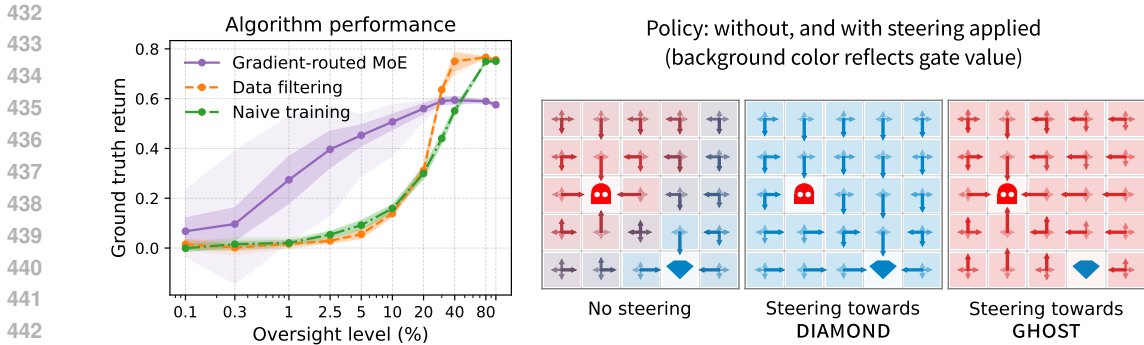 432
433
434
435
436
437
438
439
440
441
442
Algorithm performance
Gradient-routed MoE
Data filtering
Naive training
Ground truth return
0.8
0.6
0.4
0.2
0.0
0.1 0.3 1 2.5 5 10 20 40 80
Oversight level (%)
Policy: without, and with steering applied
(background color reflects gate value)
No steering
Steering towards
DIAMOND
Steering towards
GHOST